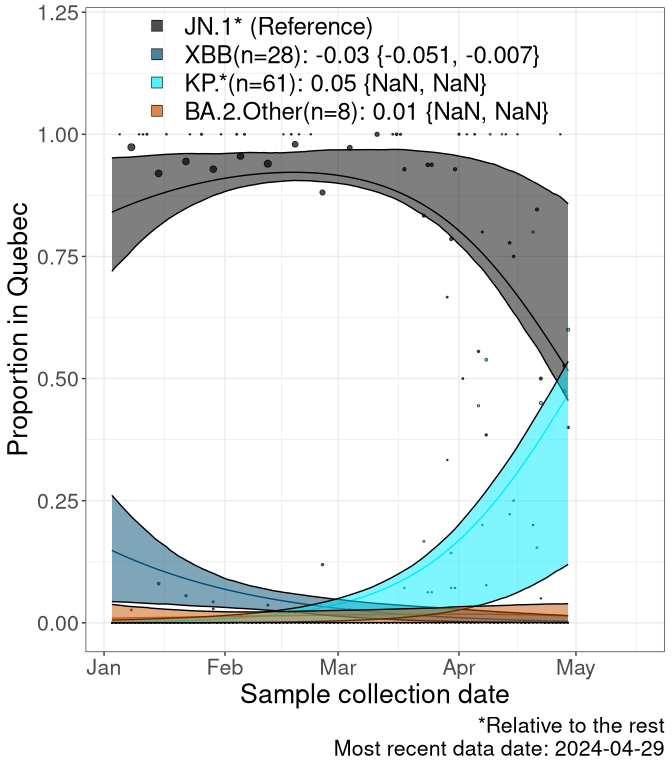 JN.1* (Reference)
XBB(n=28): -0.03 {-0.051, -0.007}
KP.*(n=61): 0.05 {NaN, NaN}
BA.2.Other(n=8): 0.01 {NaN, NaN}
Proportion in Quebec
1.25
1.00
0.75
0.50
0.25
0.00
Jan Feb Mar Apr May
Sample collection date
*Relative to the rest
Most recent data date: 2024-04-29